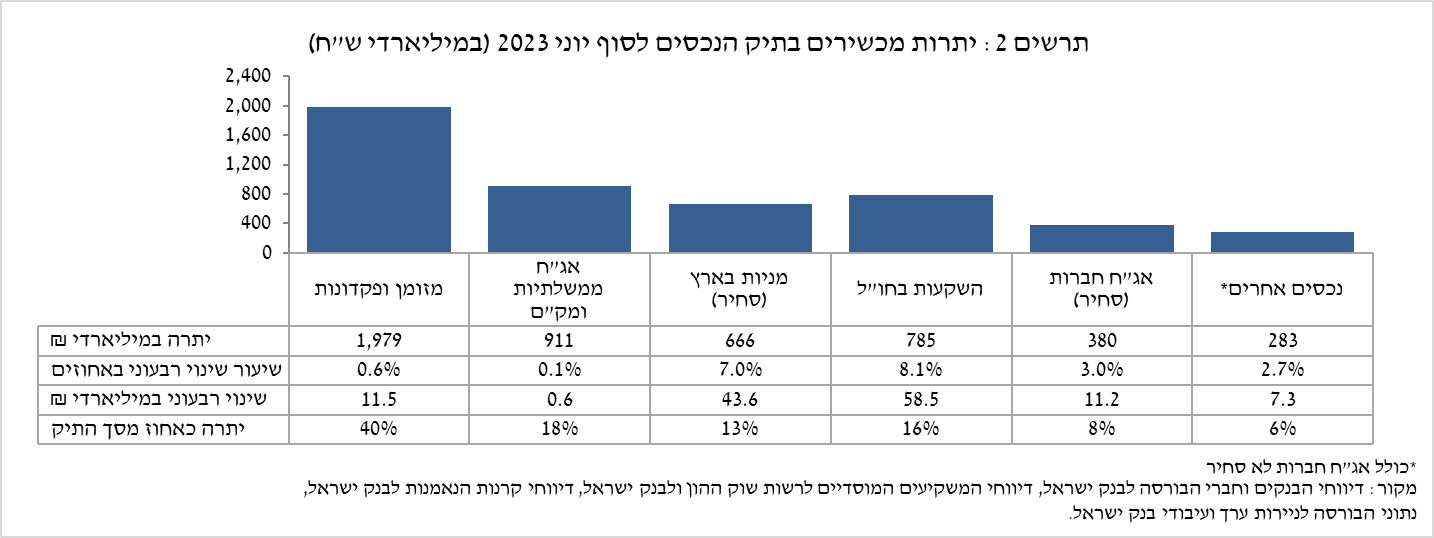 תרשים 2 : יתרות מכשירים בתיק הנכסים לסוף יוני 2023 (במיליארדי ש"ח)
2,400
2,000
1,600
1,200
800
400
0
מזומן ופקדונות
אג"ח
ממשלתיות
ומק"ם
מניות בארץ
(סחיר)
השקעות בחו"ל
אג"ח חברות
(סחיר)
נכסים אחרים*
יתרה במיליארדי ₪ 1,979 911 666 785 380 283
שיעור שינוי רבעוני באחוזים 0.6% 0.1% 7.0% 8.1% 3.0% 2.7%
שינוי רבעוני במיליארדי ₪ 11.5 0.6 43.6 58.5 11.2 7.3
יתרה כאחוז מסך התיק 40% 18% 13% 16% 8% 6%
*כולל אג"ח חברות לא סחיר
מקור : דיווחי הבנקים וחברי הבורסה לבנק ישראל, דיווחי המשקיעים המוסדיים לרשות שוק ההון ולבנק ישראל, דיווחי קרנות הנאמנות לבנק ישראל,
נתוני הבורסה לניירות ערך ועיבודי בנק ישראל.